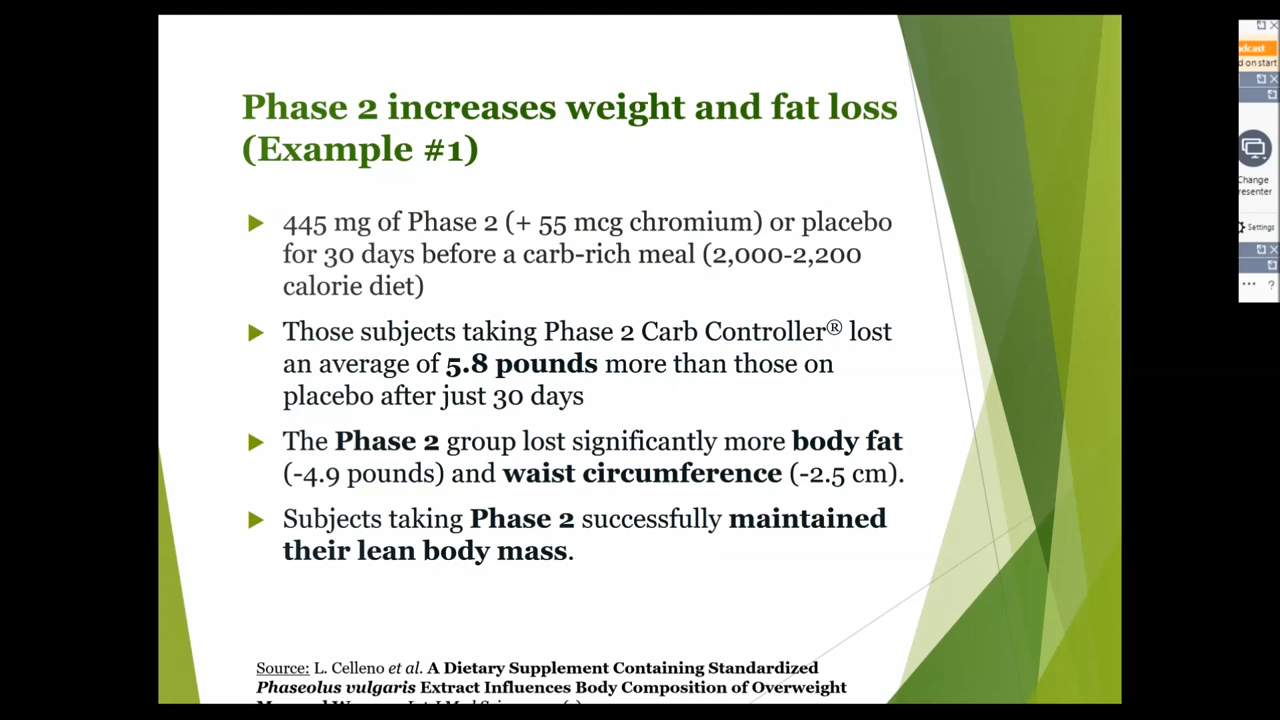 Phase 2 increases weight and fat loss
(Example #1)
445 mg of Phase 2 (+ 55 mcg chromium) or placebo
for 30 days before a carb-rich meal (2,000-2,200
calorie diet)
Those subjects taking Phase 2 Carb Controller® lost
an average of 5.8 pounds more than those on
placebo after just 30 days
The Phase 2 group lost significantly more body fat
(-4.9 pounds) and waist circumference (-2.5 cm).
Subjects taking Phase 2 successfully maintained
their lean body mass.
Source: L. Celleno et al. A Dietary Supplement Containing Standardized
Phaseolus vulgaris Extract Influences Body Composition of Overweight
dcast
d on start
Change
resenter
Settings
... ?